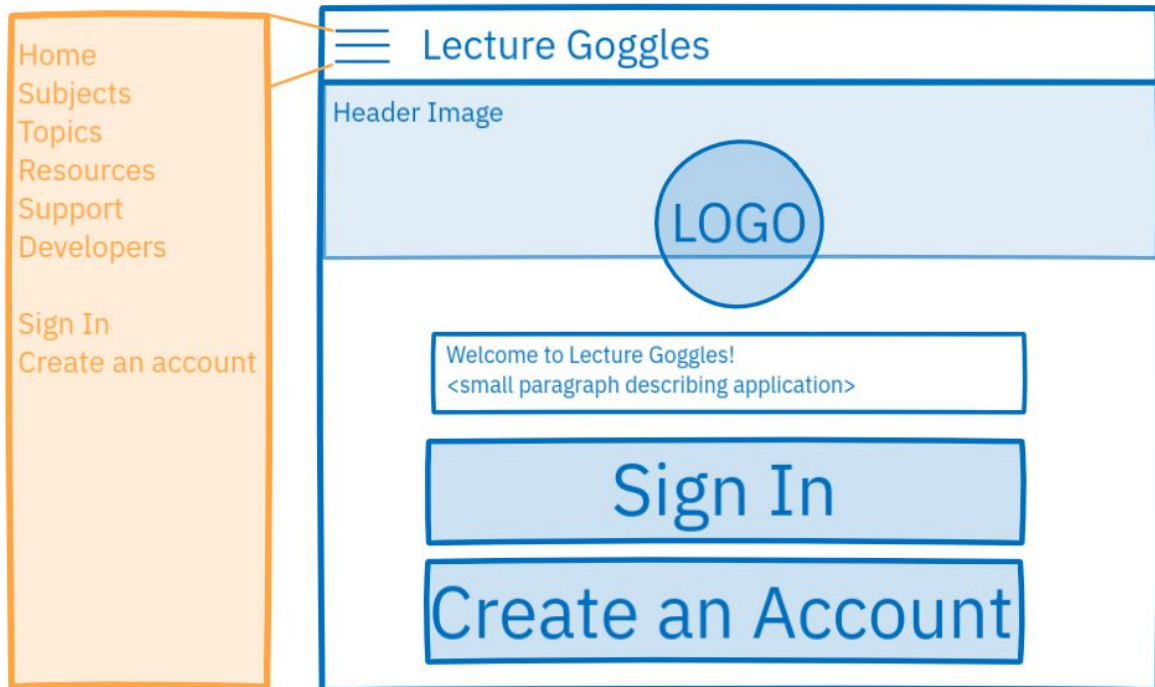 Home
Subjects
Topics
Resources
Support
Developers
Sign In
Create an account
Lecture Goggles
Header Image
LOGO
Welcome to Lecture Goggles!
<small paragraph describing application>
Sign In
Create an Account